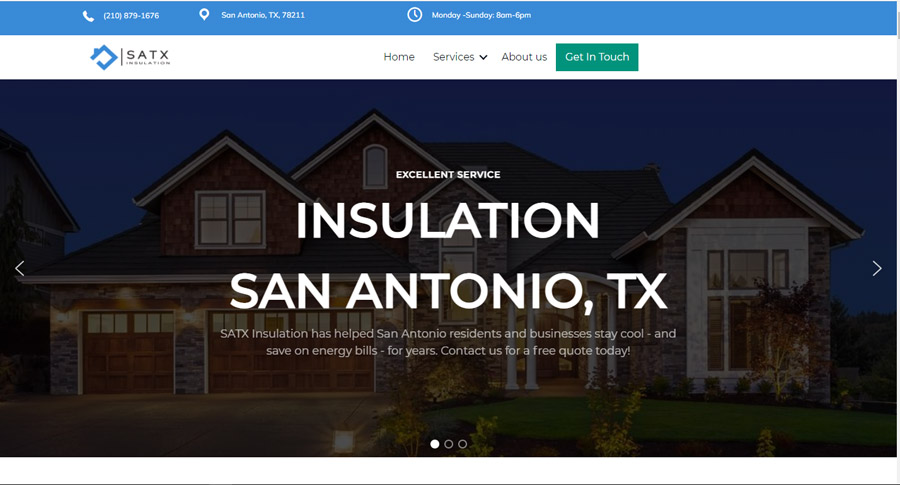 (210) 879-1676
San Antonio, TX, 78211
Monday -Sunday: 8am-6pm
SATX
INSULATION
Home
Services
About us
Get In Touch
EXCELLENT SERVICE
INSULATION
SAN ANTONIO, TX
SATX Insulation has helped San Antonio residents and businesses stay cool - and
save on energy bills - for years. Contact us for a free quote today!